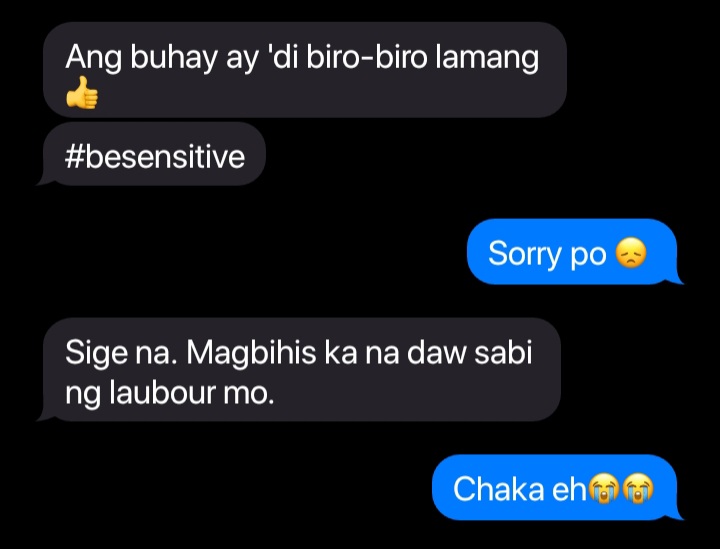 Ang buhay ay 'di biro-biro lamang
👍
#besensitive
Sorry po 😞
Sige na. Magbihis ka na daw sabi
ng laubour mo.
Chaka eh😭😭